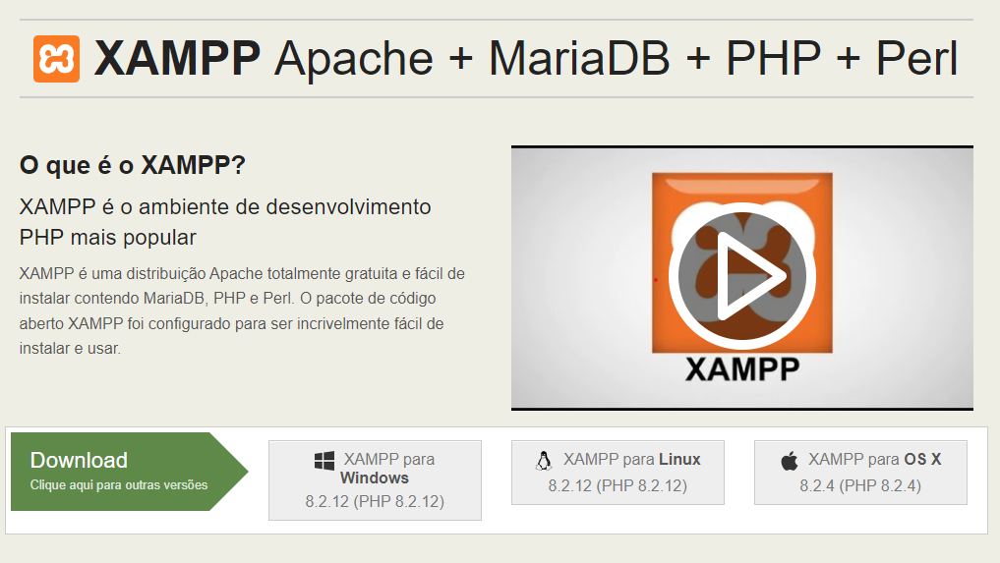 XAMPP Apache + MariaDB + PHP + Perl
O que é o XAMPP?
XAMPP é o ambiente de desenvolvimento
PHP mais popular
XAMPP é uma distribuição Apache totalmente gratuita e fácil de
instalar contendo MariaDB, PHP e Perl. O pacote de código
aberto XAMPP foi configurado para ser incrivelmente fácil de
instalar e usar.
XAMPP
Download
Clique aqui para outras versões
XAMPP para
Windows
8.2.12 (PHP 8.2.12)
XAMPP para Linux
8.2.12 (PHP 8.2.12)
XAMPP para OS X
8.2.4 (PHP 8.2.4)